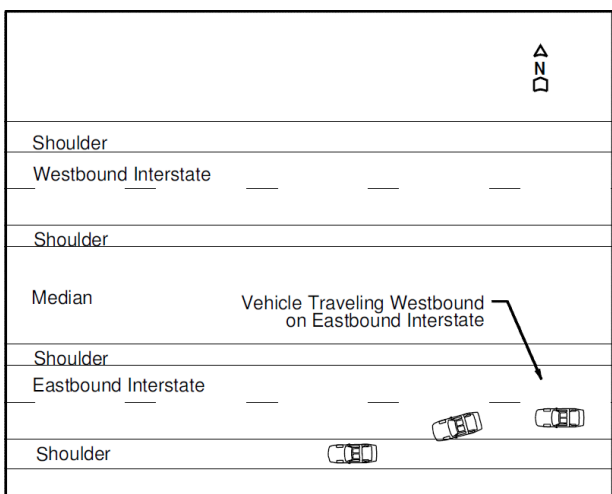 N
Shoulder
Westbound Interstate
Shoulder
Median
Vehicle Traveling Westbound
on Eastbound Interstate
Shoulder
Eastbound Interstate
Shoulder